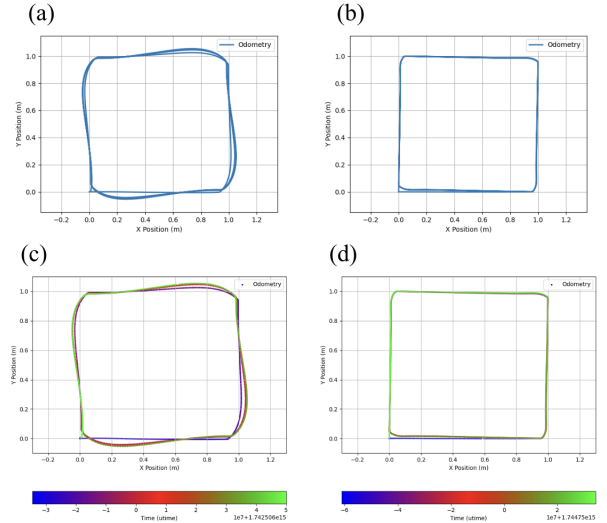 (a) (b)
Odometry Odometry
1.0 0.8 0.6 0.4 0.2 0.0
Y Position (m)
−0.2 0.0 0.2 0.4 0.6 0.8 1.0 1.2
X Position (m)
1.0 0.8 0.6 0.4 0.2 0.0
Y Position (m)
−0.2 0.0 0.2 0.4 0.6 0.8 1.0 1.2
X Position (m)
(c) (d)
Odometry Odometry
1.0 0.8 0.6 0.4 0.2 0.0
Y Position (m)
−0.2 0.0 0.2 0.4 0.6 0.8 1.0 1.2
X Position (m)
1.0 0.8 0.6 0.4 0.2 0.0
Y Position (m)
−0.2 0.0 0.2 0.4 0.6 0.8 1.0 1.2
X Position (m)
−3 −2 −1 0 1 2 3 4 5
Time (utime) 1e7+1.742506e15
−6 −4 −2 0 2 4
Time (utime) 1e7+1.74475e15